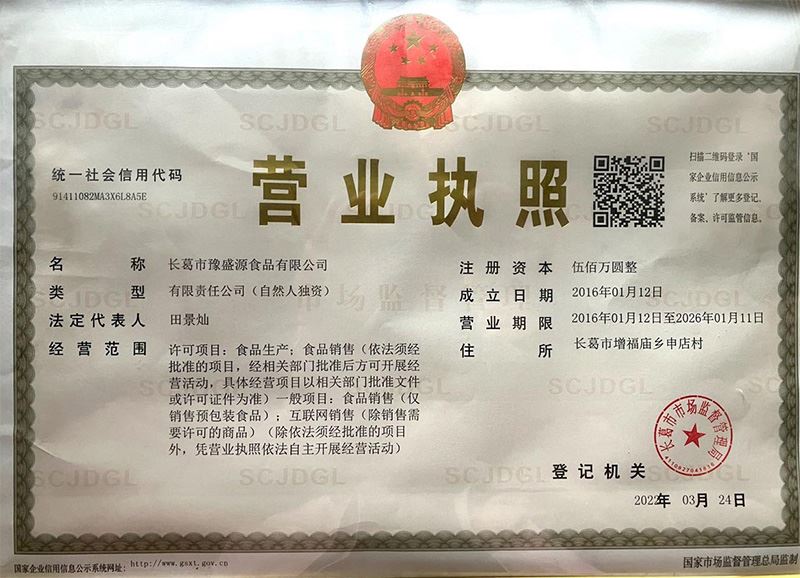 统一社会信用代码
91411082MA3X6L8A5E
营业执照
扫描二维码登录‘国
家企业信用信息公示
系统’了解更多登记、
备案、许可监管信息。
名称 长葛市豫盛源食品有限公司
类型 有限责任公司（自然人独资）
法定代表人 田景灿
经营范围 许可项目：食品生产；食品销售（依法须经
批准的项目，经相关部门批准后方可开展经
营活动，具体经营项目以相关部门批准文件
或许可证件为准）一般项目：食品销售（仅
销售预包装食品）；互联网销售（除销售需
要许可的商品）（除依法须经批准的项目
外，凭营业执照依法自主开展经营活动）
注册资本 伍佰万圆整
成立日期 2016年01月12日
营业期限 2016年01月12日至2026年01月11日
住所 长葛市增福庙乡申店村
长葛市市场监督管理局
登记机关
2022年 03月 24日
国家企业信用信息公示系统网址：http://www.gsxt.gov.cn
国家市场监督管理总局监制
SCJDGL
市场监督管理